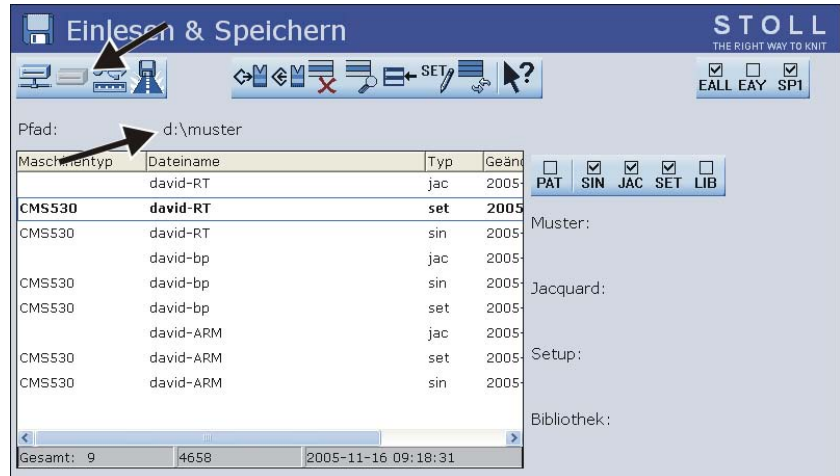 Einlesen & Speichern
STOLL
THE RIGHT WAY TO KNIT
SET
?
EALL EAY SP1
Pfad: d:\muster
Maschinentyp Dateiname Typ Geänd
david-RT jac 2005-
CMS530 david-RT set 2005
CMS530 david-RT sin 2005-
david-bp jac 2005-
CMS530 david-bp sin 2005-
CMS530 david-bp set 2005-
david-ARM jac 2005-
CMS530 david-ARM set 2005-
CMS530 david-ARM sin 2005-
Gesamt: 9 4658 2005-11-16 09:18:31
PAT SIN JAC SET LIB
Muster:
Jacquard:
Setup:
Bibliothek: